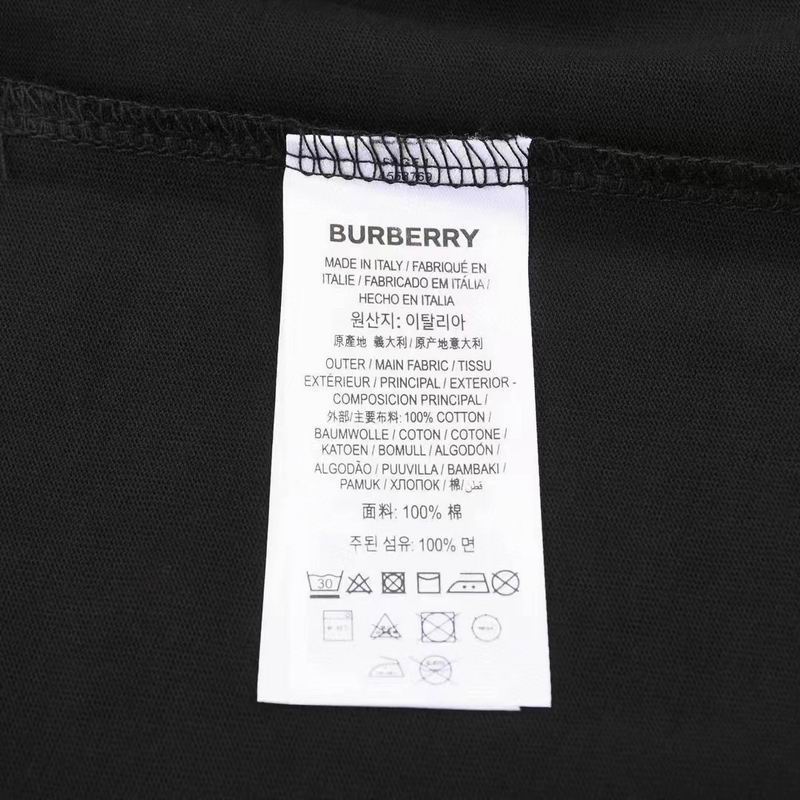 BURBERRY
MADE IN ITALY / FABRIQUÉ EN
ITALIE / FABRICADO EM ITÁLIA /
HECHO EN ITALIA
원산지: 이탈리아
原產地 義大利 / 原产地意大利
OUTER / MAIN FABRIC / TISSU
EXTÉRIEUR / PRINCIPAL / EXTERIOR -
COMPOSICION PRINCIPAL /
外部/主要布料: 100% COTTON /
BAUMWOLLE / COTON / COTONE /
KATOEN / BOMULL / ALGODÓN /
ALGODÃO / PUUVILLA / BAMBAKI /
PAMUK / ХЛОПОК / 棉/ قطن
面料: 100% 棉
주된 섬유: 100% 면
30